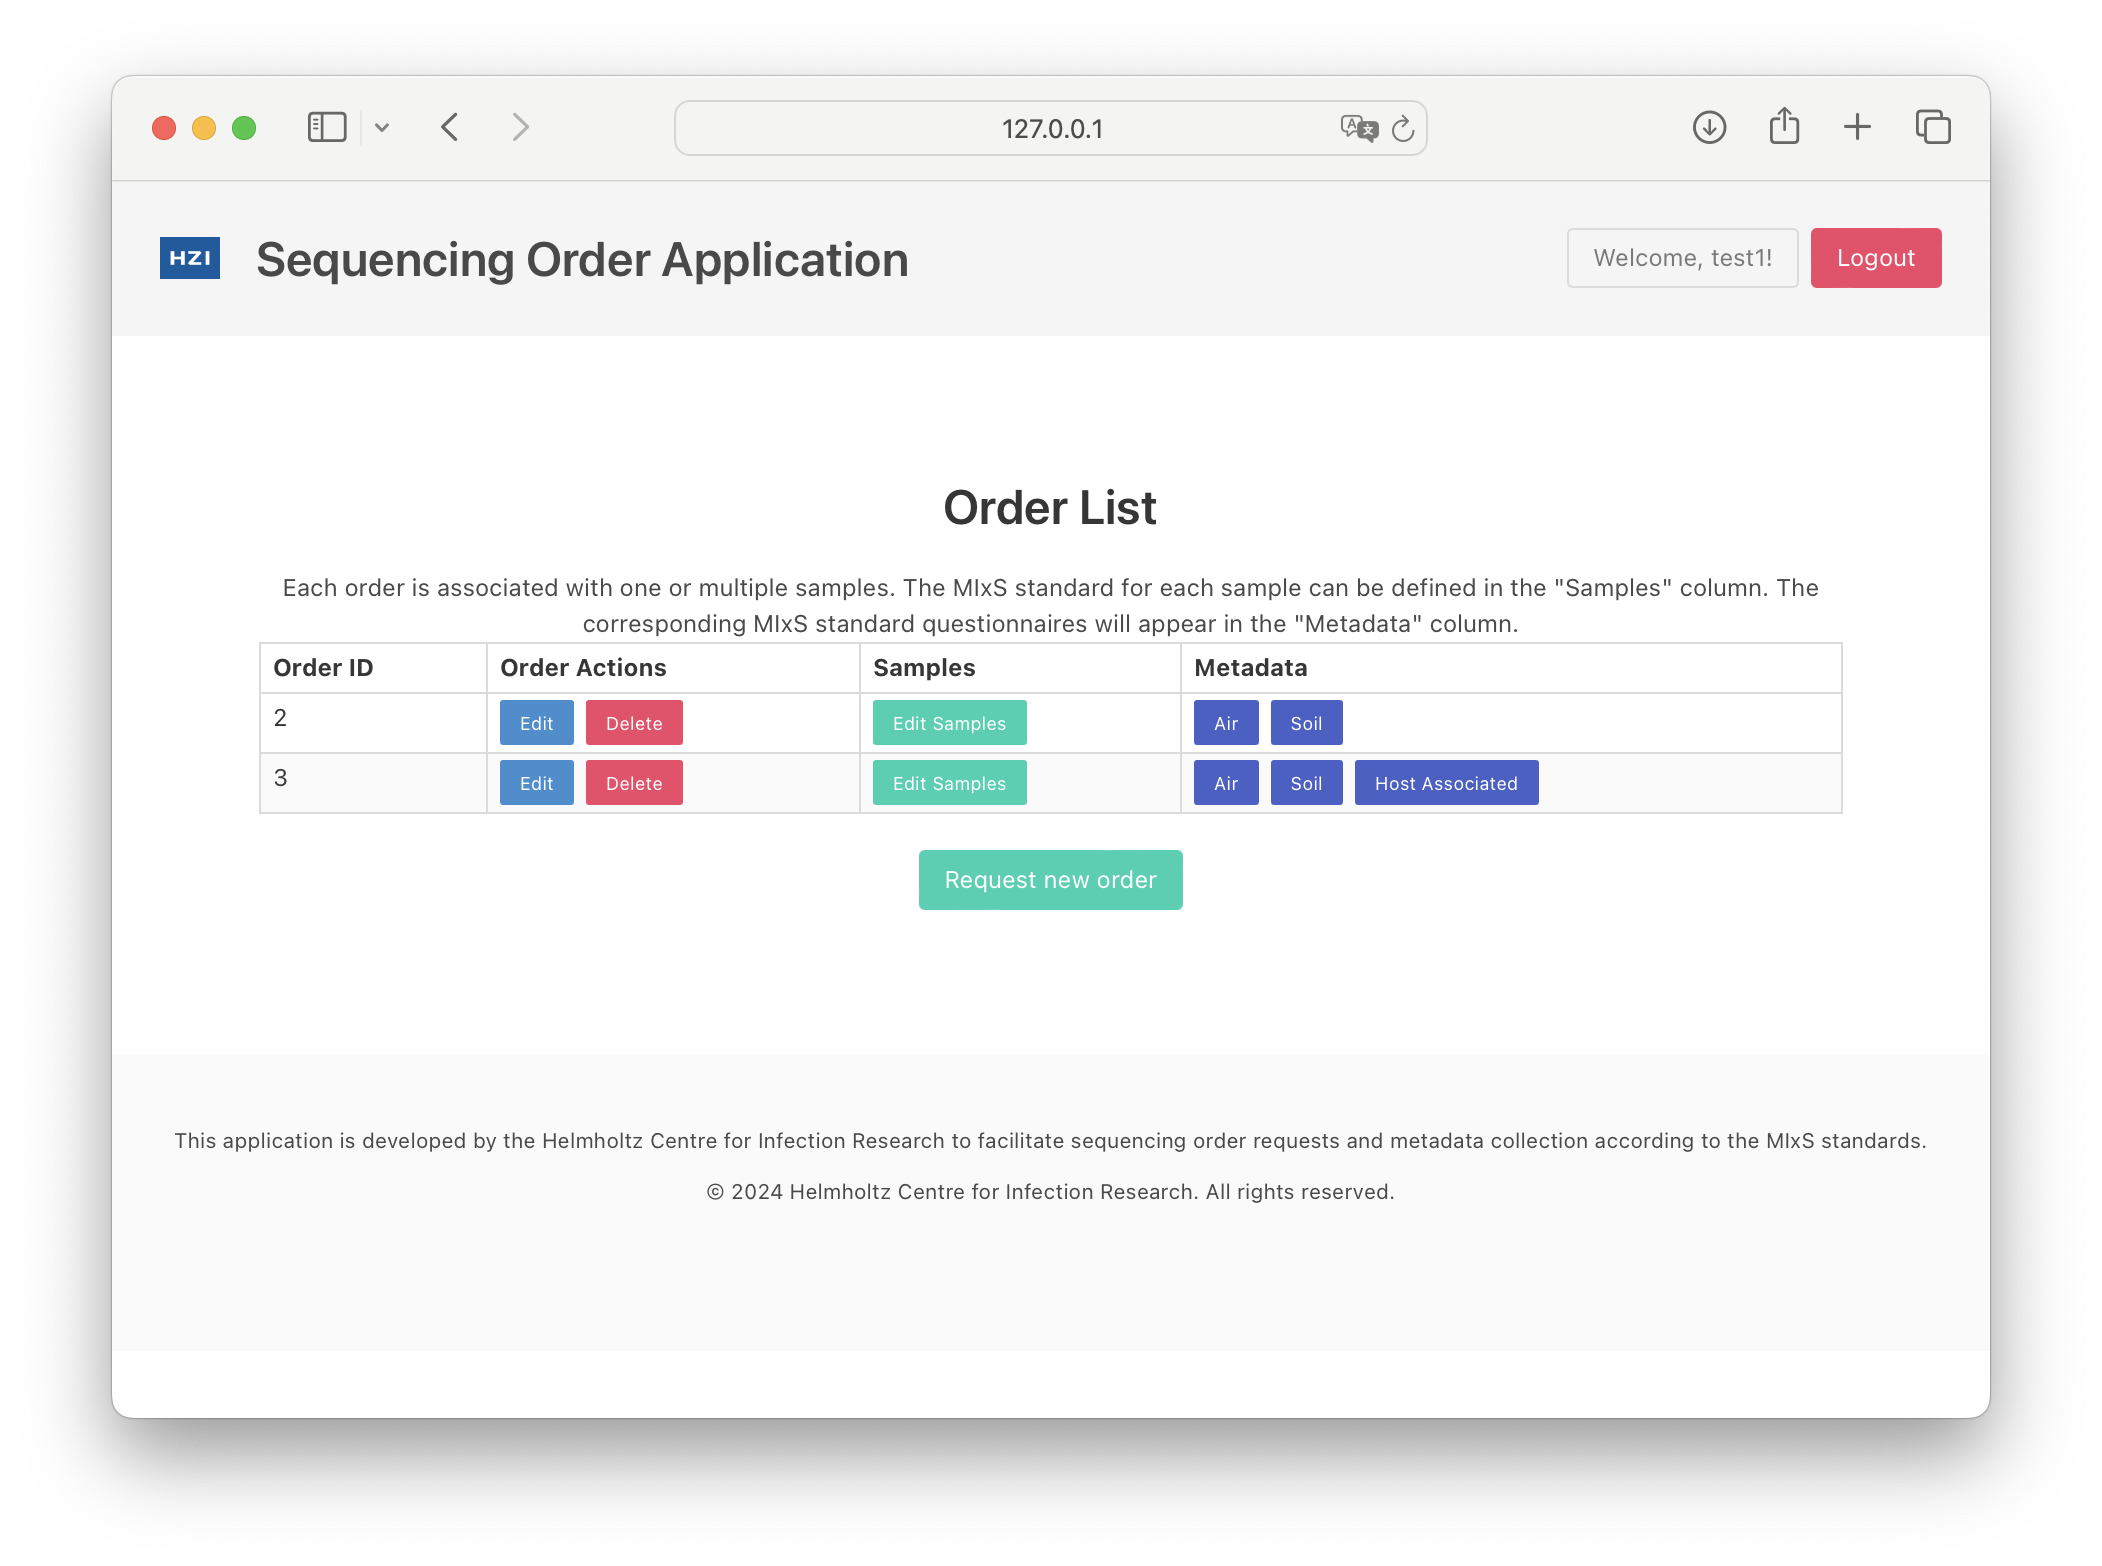 127.0.0.1
HZI Sequencing Order Application Welcome, test1! Logout
Order List
Each order is associated with one or multiple samples. The MIxS standard for each sample can be defined in the "Samples" column. The
corresponding MIxS standard questionnaires will appear in the "Metadata" column.
Order ID Order Actions Samples Metadata
2 Edit Delete Edit Samples Air Soil
3 Edit Delete Edit Samples Air Soil Host Associated
Request new order
This application is developed by the Helmholtz Centre for Infection Research to facilitate sequencing order requests and metadata collection according to the MIxS standards.
© 2024 Helmholtz Centre for Infection Research. All rights reserved.